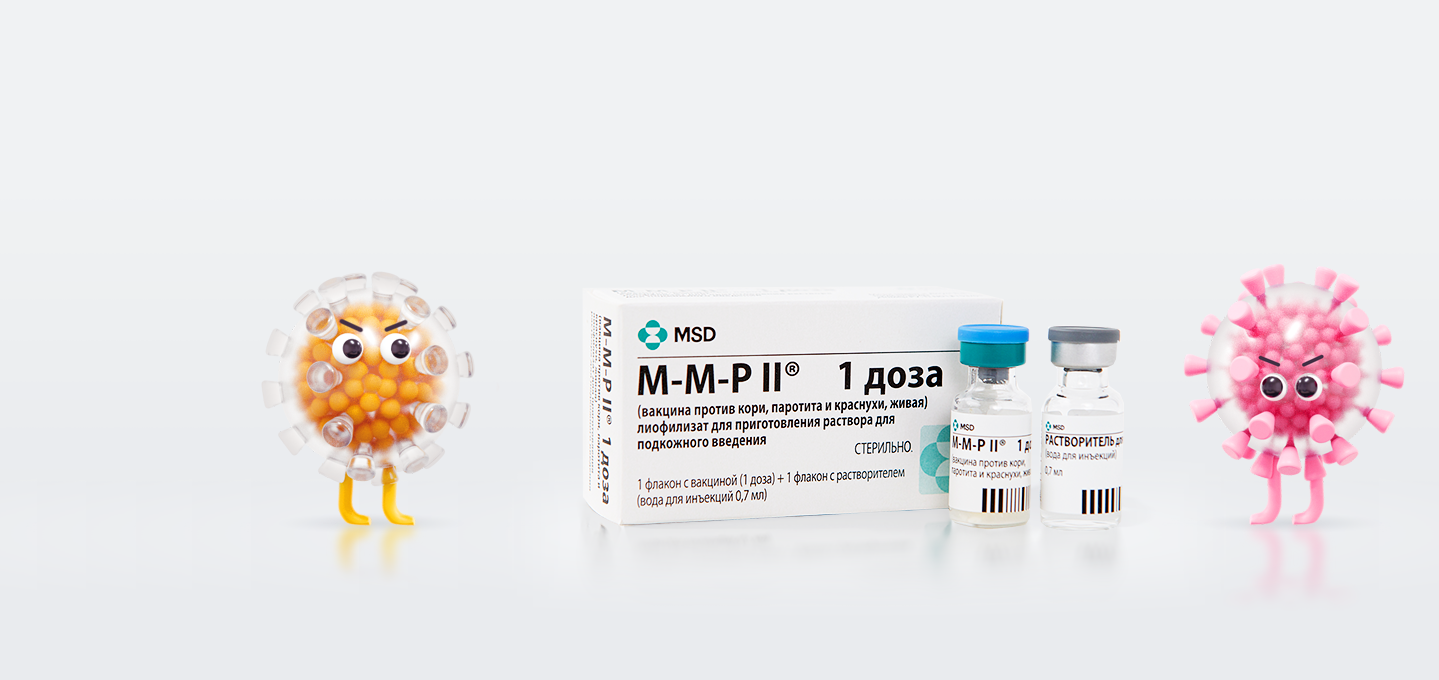 MSD
М-М-Р II® 1 доза
(вакцина против кори, паротита и краснухи, живая)
лиофилизат для приготовления раствора для
подкожного введения
СТЕРИЛЬНО.
1 флакон с вакциной (1 доза) + 1 флакон с растворителем
(вода для инъекций 0,7 мл)
М-М-Р II® 1 доза
MSD
М-М-Р II® 1
вакцина против кори,
паротита и краснухи,
MSD
РАСТВОРИТЕЛЬ
(вода для инъекций)
0,7 мл